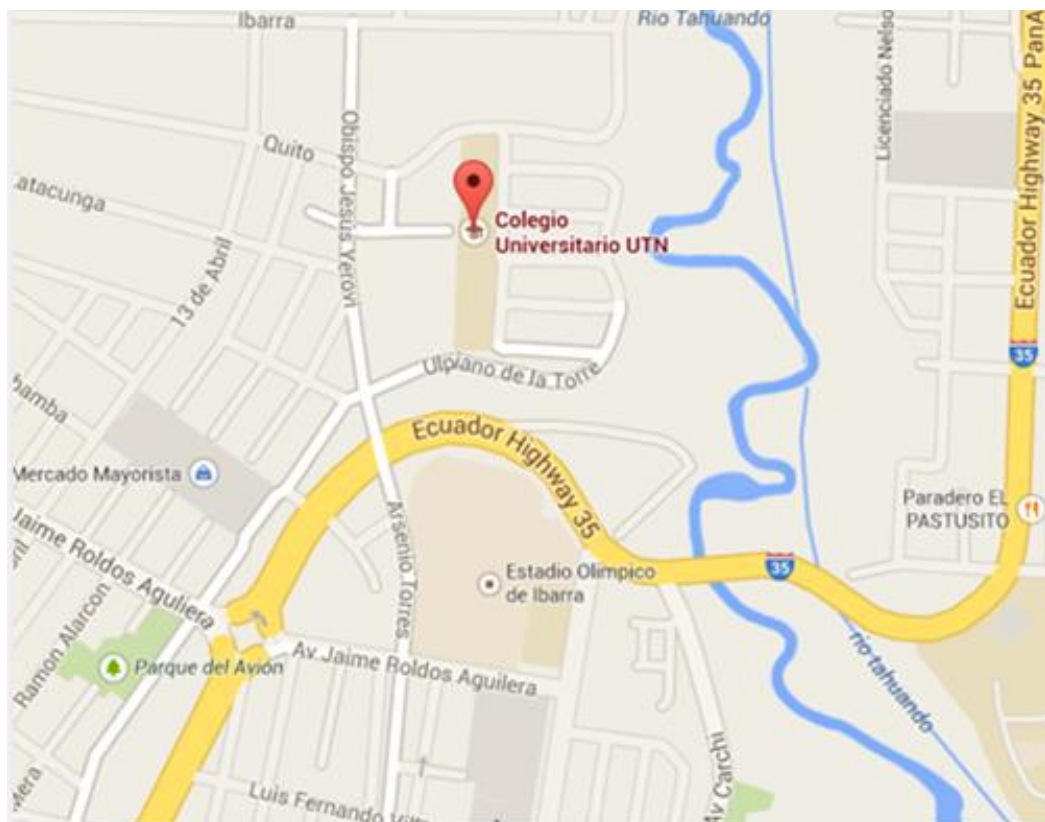 Ibarra
Rio Tahuando
Licenciado Nelso
Ecuador Highway 35 PanA
Obispo Jesus Yerovi
Quito
Latacunga
Colegio
Universitario UTN
13 de Abril
35
Ulpiano de la Torre
bamba
Ecuador Highway 35
Mercado Mayorista
Paradero EL
PASTUSITO
Jaime Roldos Aguilera
Arsenio Torres
Estadio Olimpico
de Ibarra
35
Ramon Alarcon
Parque del Avión
Av Jaime Roldos Aguilera
rio tahuando
Av Carchi
Mera
Luis Fernando